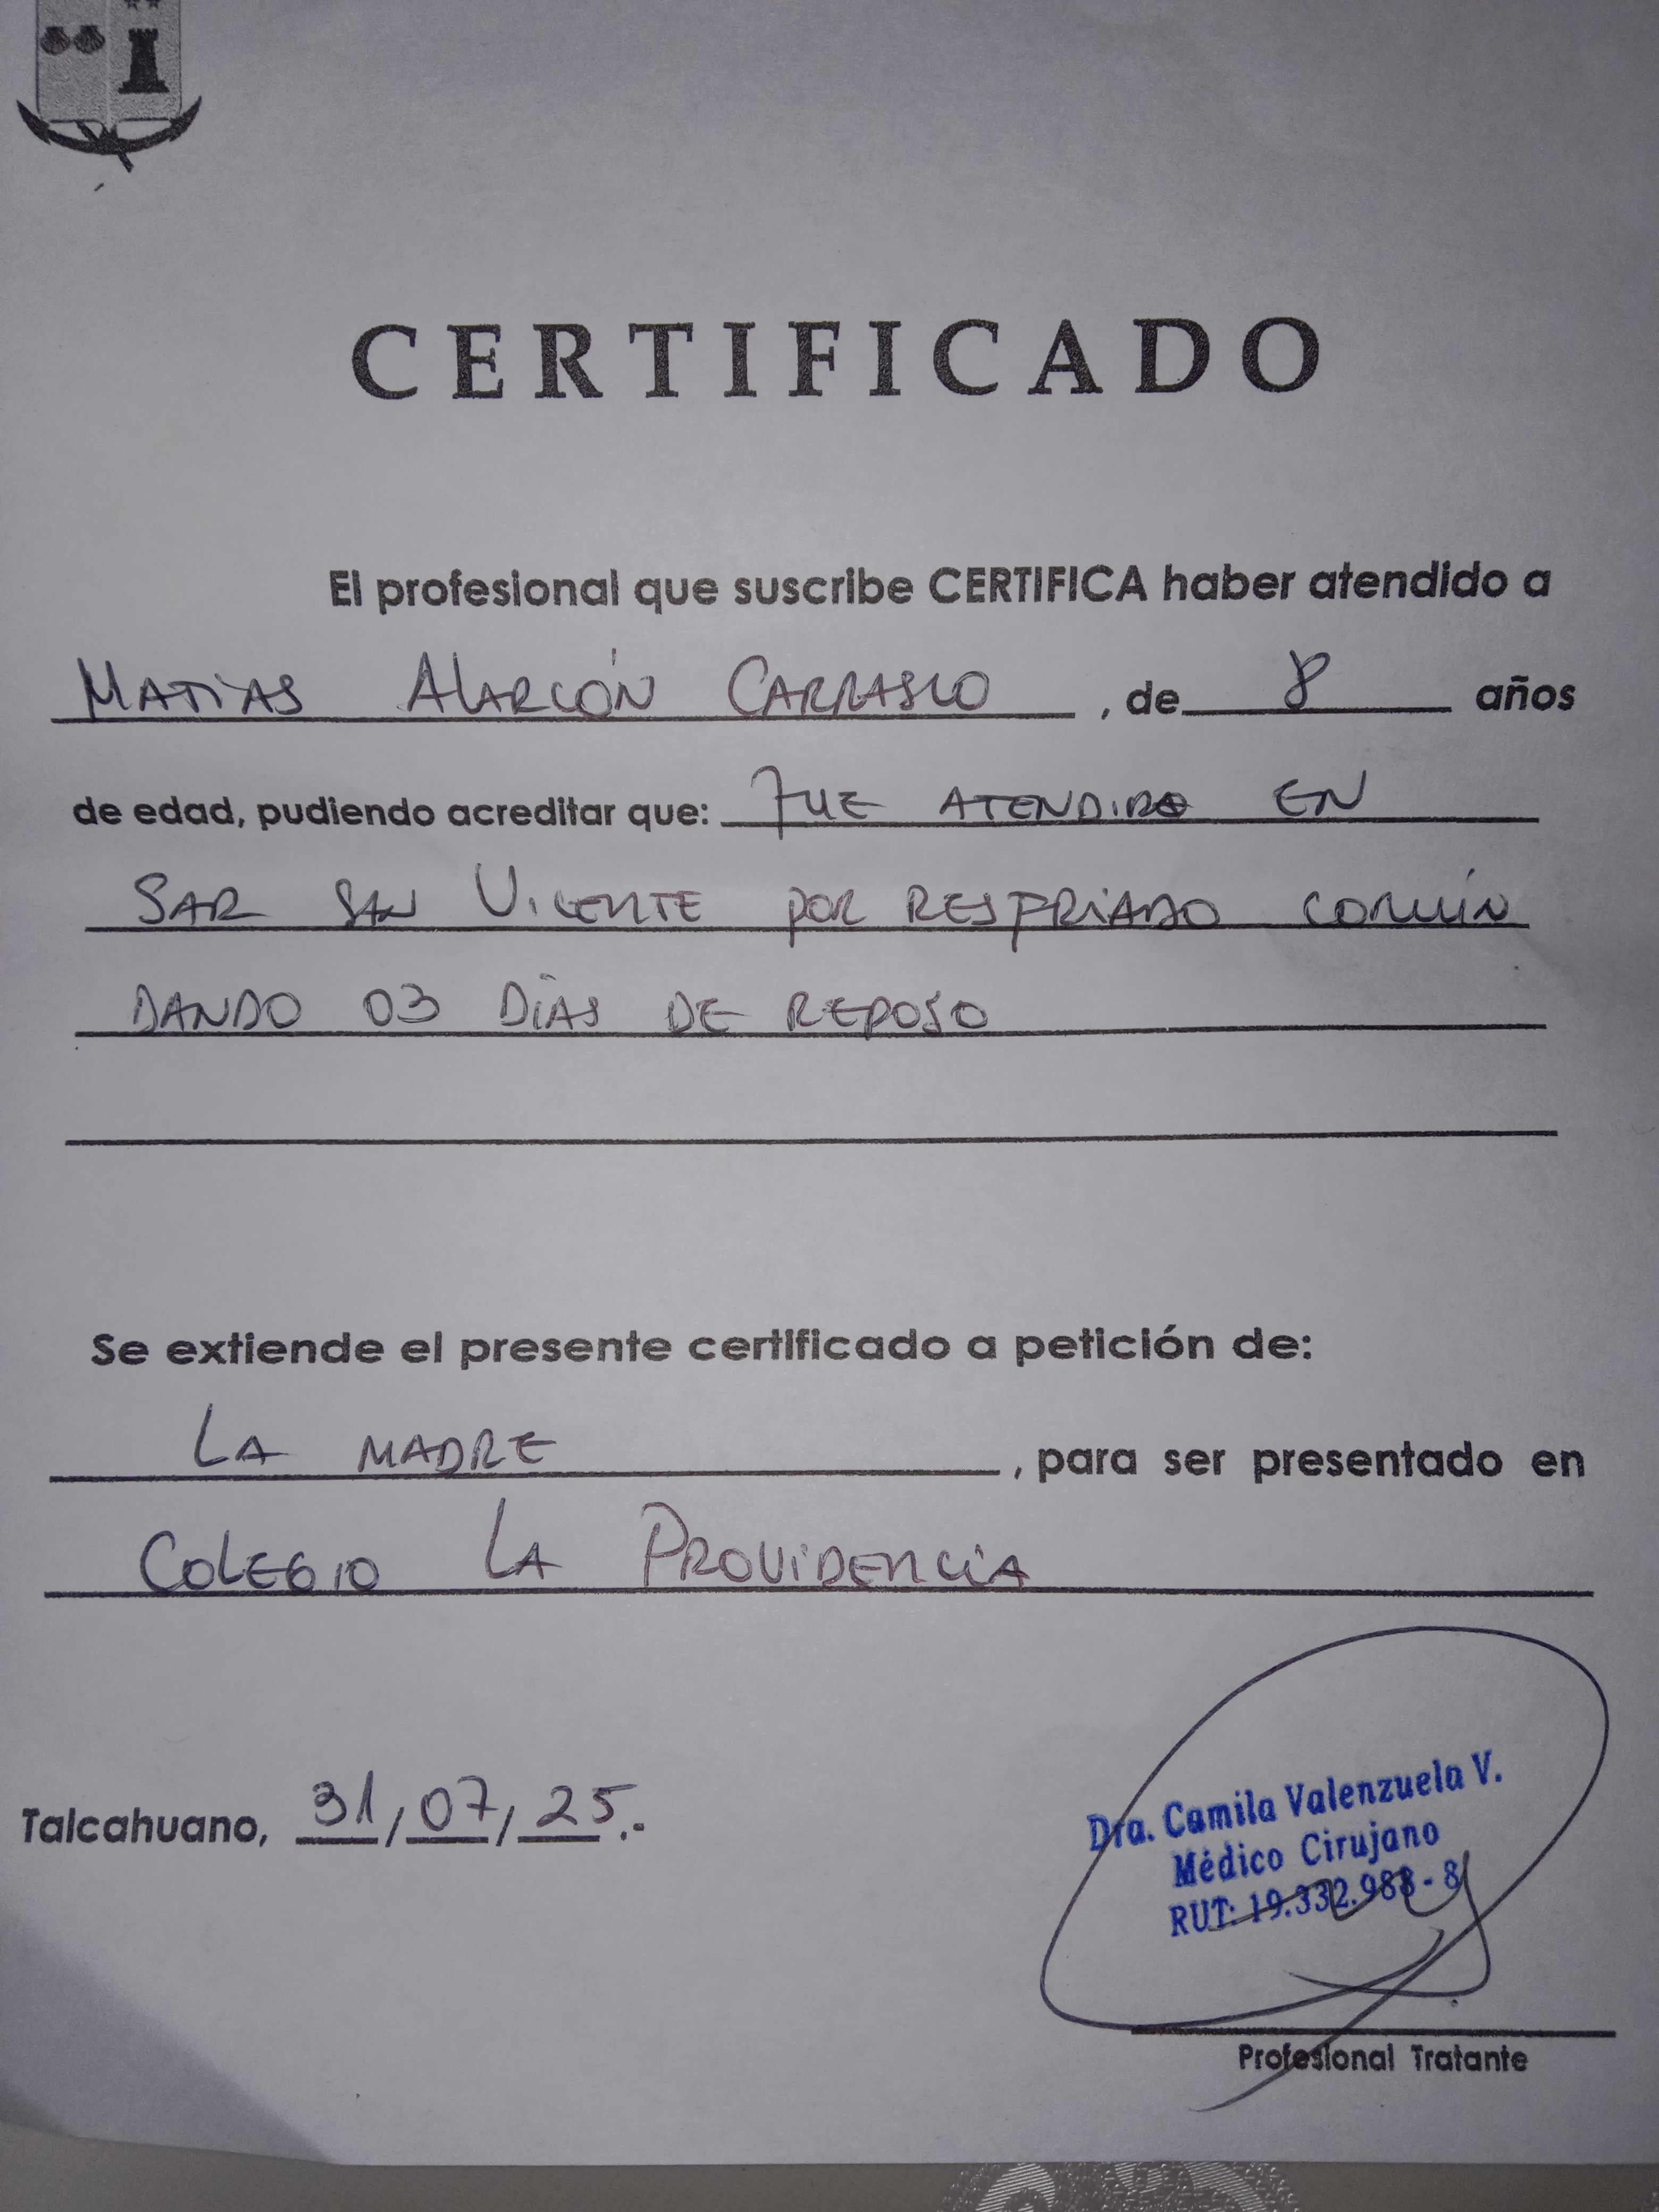 CERTIFICADO
El profesional que suscribe CERTIFICA haber atendido a
MATÍAS ALARCÓN CARRASCO, de 8 años
de edad, pudiendo acreditar que: FUE ATENDIDO EN
SAR SAN VICENTE POR RESPRIADO COMÚN
DANDO 03 DÍAS DE REPOSO
Se extiende el presente certificado a petición de:
LA MADRE, para ser presentado en
COLEGIO LA PROVIDENCIA
Talcahuano, 31/07/25.-
Dra. Camila Valenzuela V.
Médico Cirujano
RUT: 19.332.988-8
Profesional Tratante